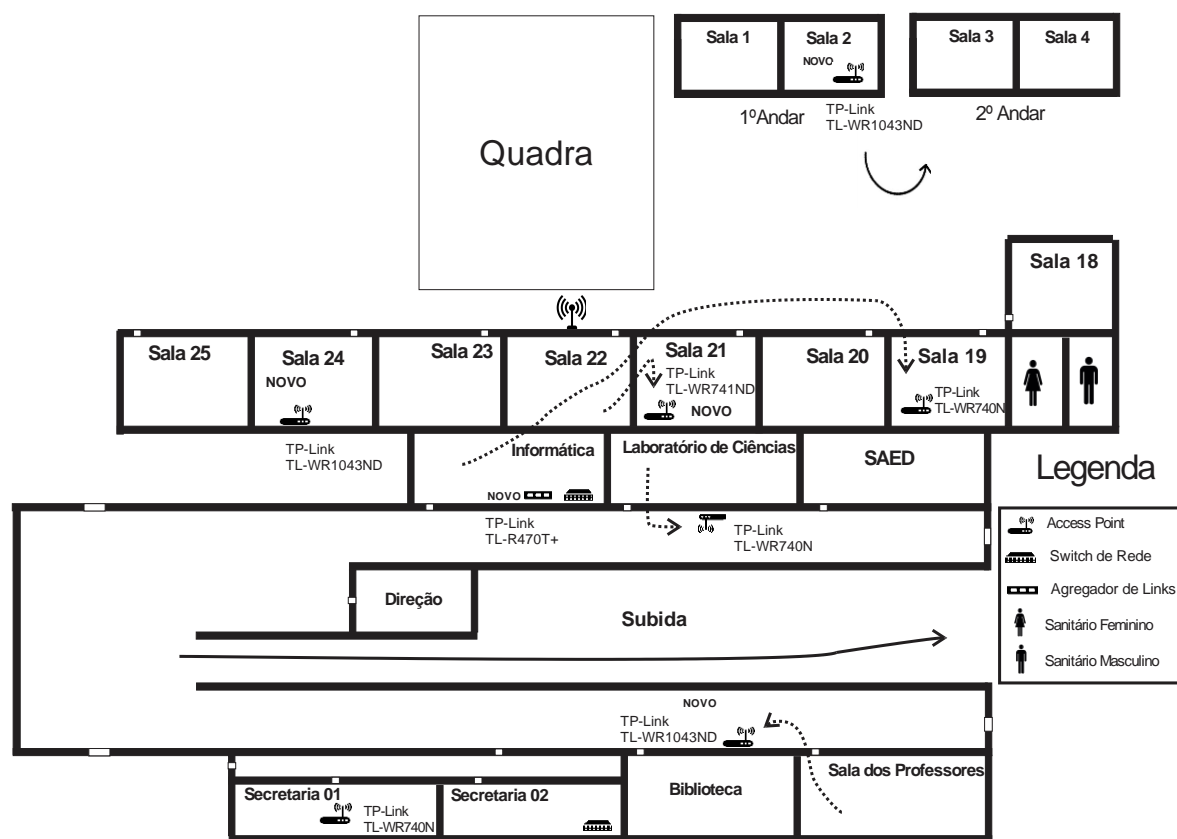 Sala 1
Sala 2
NOVO
Sala 3
Sala 4
1ºAndar
TP-Link
TL-WR1043ND
2º Andar
Quadra
Sala 18
Sala 25
Sala 24
NOVO
Sala 23
Sala 22
Sala 21
TP-Link
TL-WR741ND
NOVO
Sala 20
Sala 19
TP-Link
TL-WR740N
TP-Link
TL-WR1043ND
Informática
NOVO
Laboratório de Ciências
SAED
TP-Link
TL-R470T+
TP-Link
TL-WR740N
Legenda
Access Point
Switch de Rede
Agregador de Links
Sanitário Feminino
Sanitário Masculino
Direção
Subida
NOVO
TP-Link
TL-WR1043ND
Secretaria 01
TP-Link
TL-WR740N
Secretaria 02
Biblioteca
Sala dos Professores